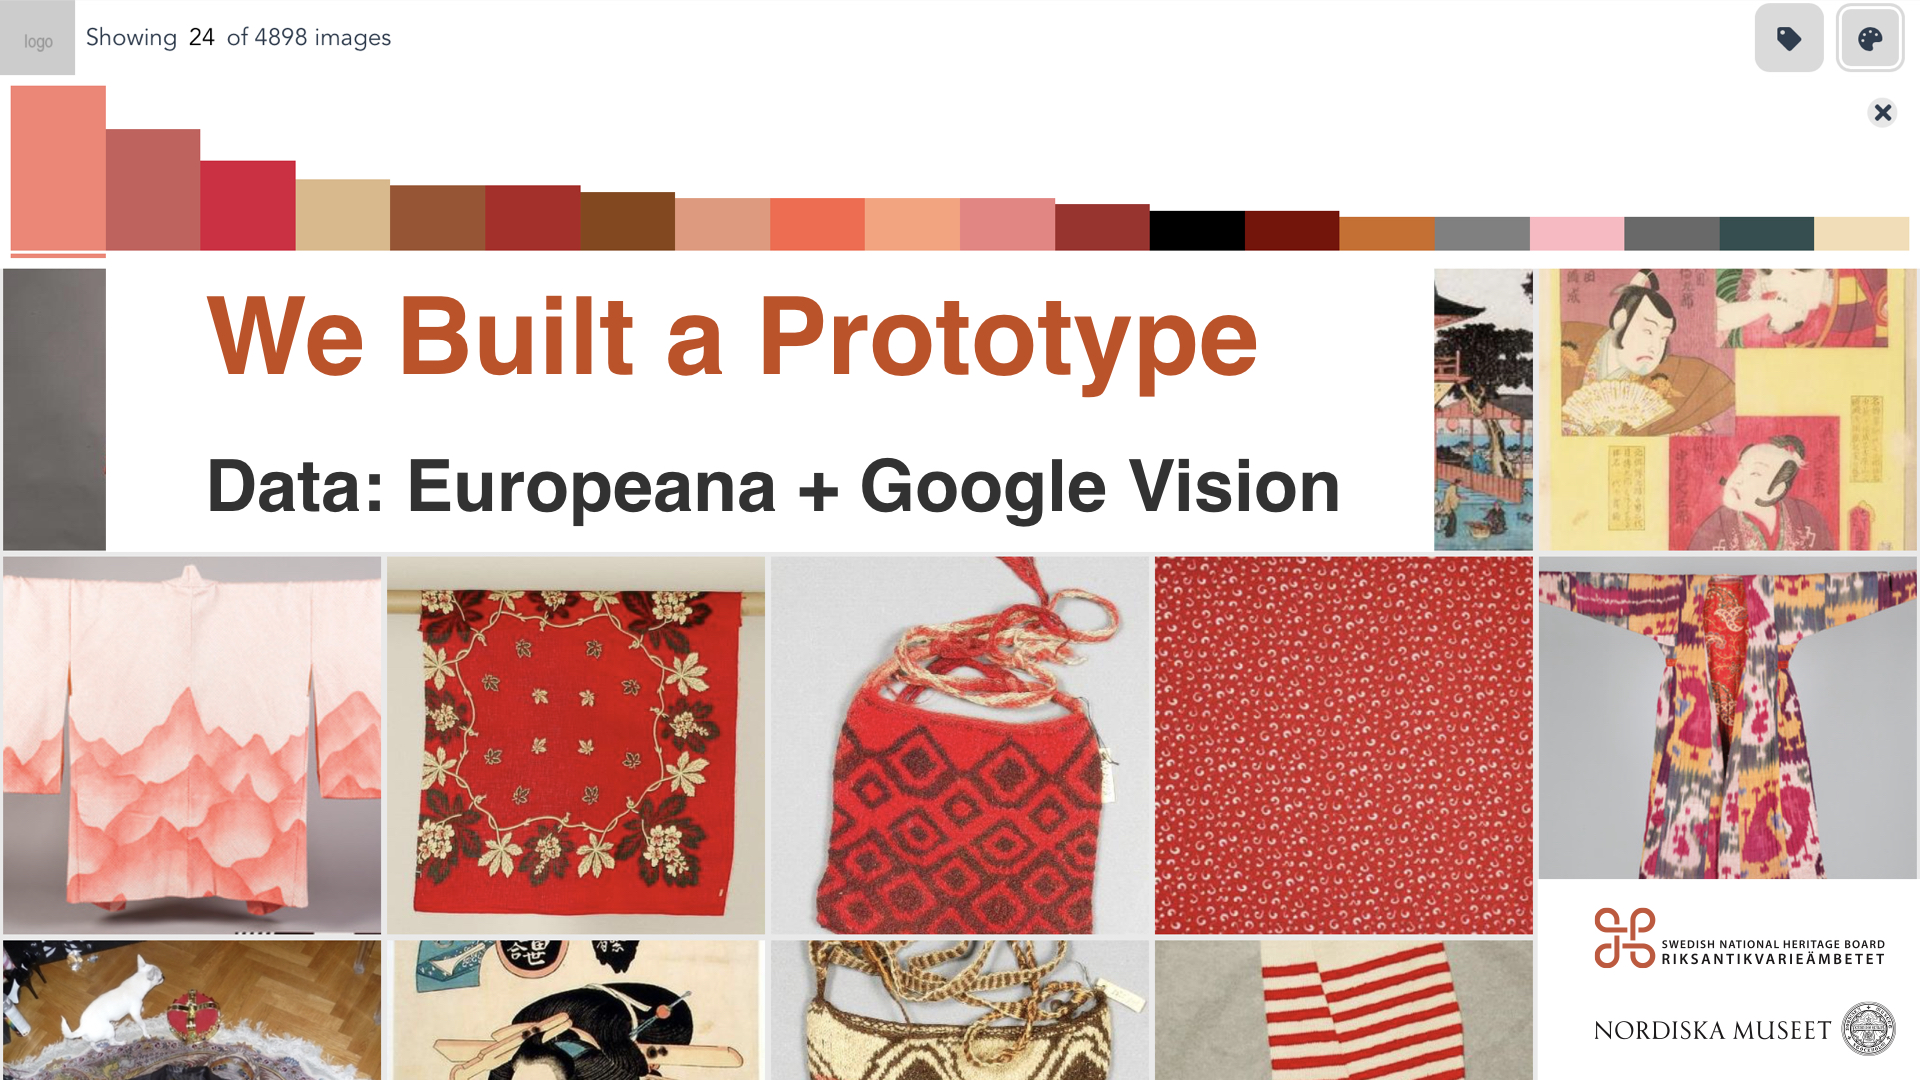 logo
Showing 24 of 4898 images
We Built a Prototype
Data: Europeana + Google Vision
SWEDISH NATIONAL HERITAGE BOARD
RIKSANTIKVARIEÄMBETET
NORDISKA MUSEET